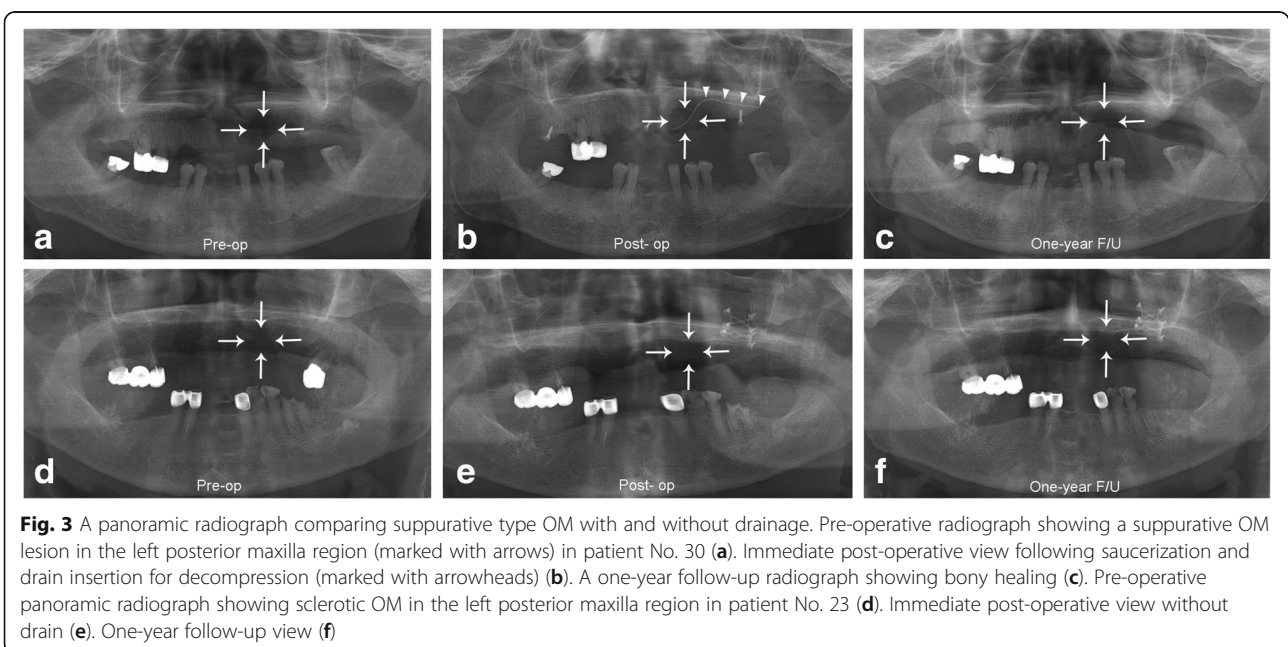 a
Pre-op
b
Post- op
c
One-year F/U
d
Pre-op
e
Post- op
f
One-year F/U
Fig. 3 A panoramic radiograph comparing suppurative type OM with and without drainage. Pre-operative radiograph showing a suppurative OM
lesion in the left posterior maxilla region (marked with arrows) in patient No. 30 (a). Immediate post-operative view following saucerization and
drain insertion for decompression (marked with arrowheads) (b). A one-year follow-up radiograph showing bony healing (c). Pre-operative
panoramic radiograph showing sclerotic OM in the left posterior maxilla region in patient No. 23 (d). Immediate post-operative view without
drain (e). One-year follow-up view (f)